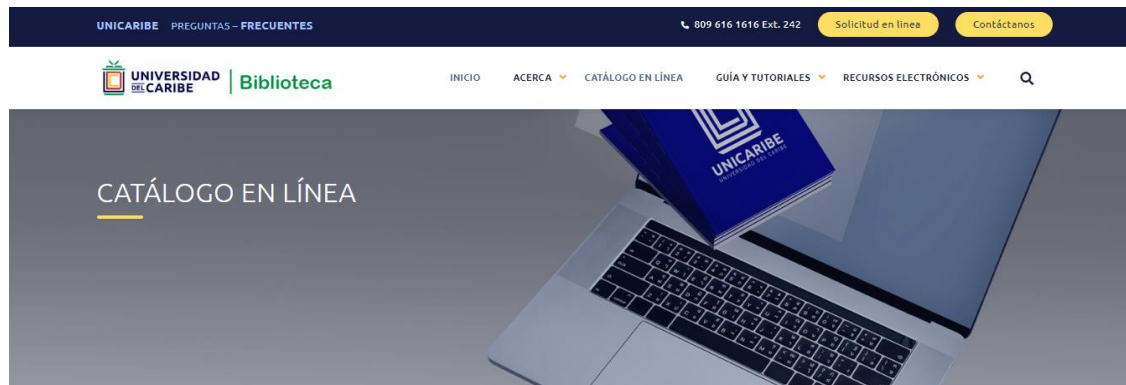 UNICARIBE PREGUNTAS – FRECUENTES 809 616 1616 Ext. 242 Solicitud en linea Contáctanos
UNIVERSIDAD
DEL CARIBE
Biblioteca
INICIO ACERCA CATÁLOGO EN LÍNEA GUÍA Y TUTORIALES RECURSOS ELECTRÓNICOS
CATÁLOGO EN LÍNEA
UNICARIBE
UNIVERSIDAD DEL CARIBE